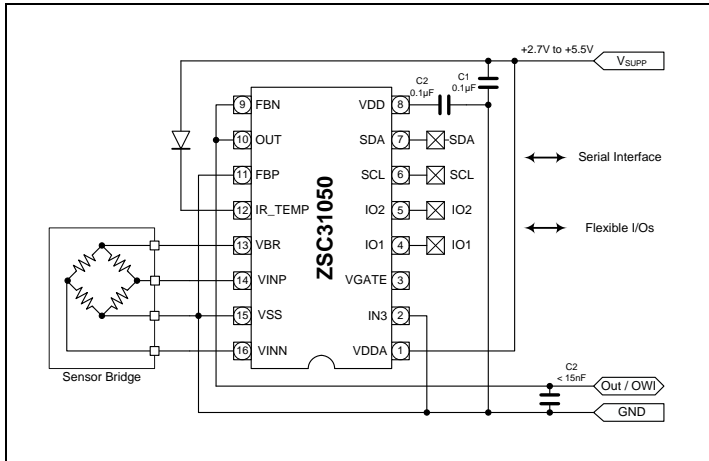 +2.7V to +5.5V
VSUPP
C2
0.1µF
C1
0.1µF
9 FBN
VDD 8
10 OUT
SDA 7 SDA
11 FBP
SCL 6 SCL
12 IR_TEMP
IO2 5 IO2
13 VBR
IO1 4 IO1
14 VINP
VGATE 3
15 VSS
IN3 2
16 VINN
VDDA 1
ZSC31050
Serial Interface
Flexible I/Os
Sensor Bridge
C2
< 15nF
Out / OWI
GND